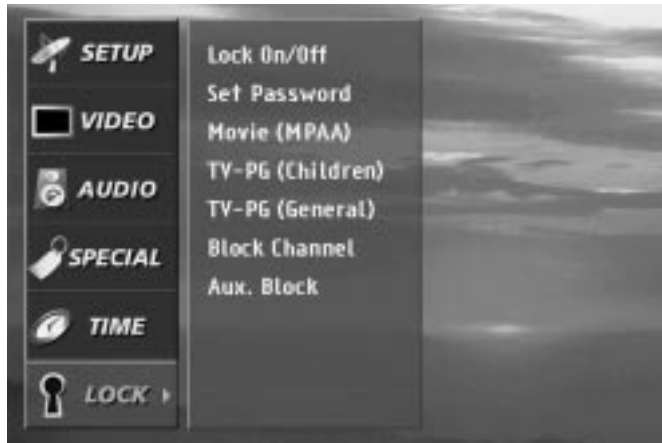 SETUP
VIDEO
AUDIO
SPECIAL
TIME
LOCK
Lock On/Off
Set Password
Movie (MPAA)
TV-PG (Children)
TV-PG (General)
Block Channel
Aux. Block